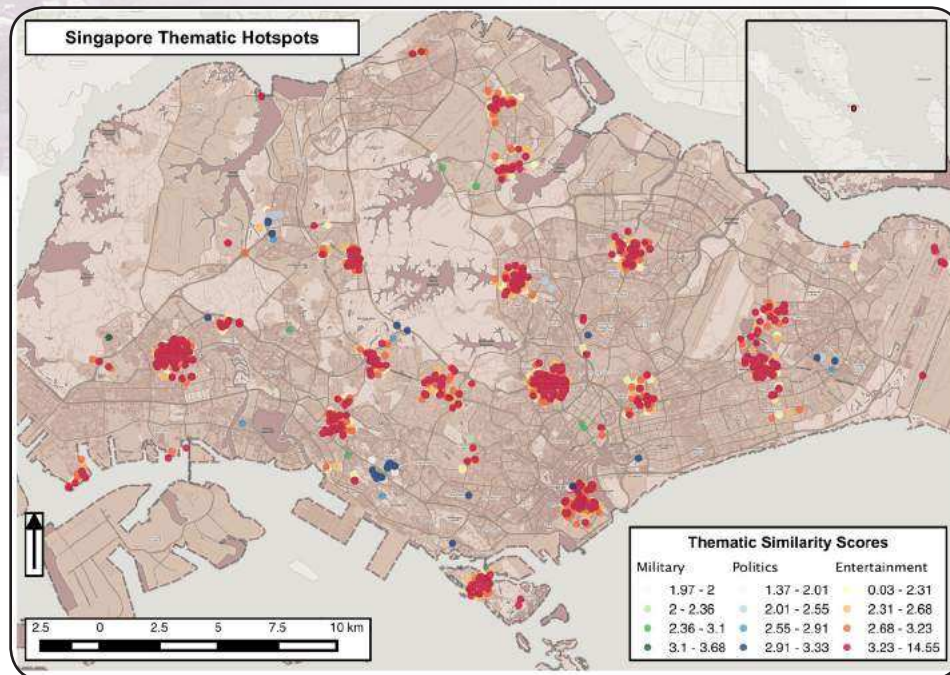 Singapore Thematic Hotspots
Thematic Similarity Scores
Military Politics Entertainment
1.97 - 2 1.37 - 2.01 0.03 - 2.31
2 - 2.36 2.01 - 2.55 2.31 - 2.68
2.36 - 3.1 2.55 - 2.91 2.68 - 3.23
3.1 - 3.68 2.91 - 3.33 3.23 - 14.55
2.5 0 2.5 5 7.5 10 km